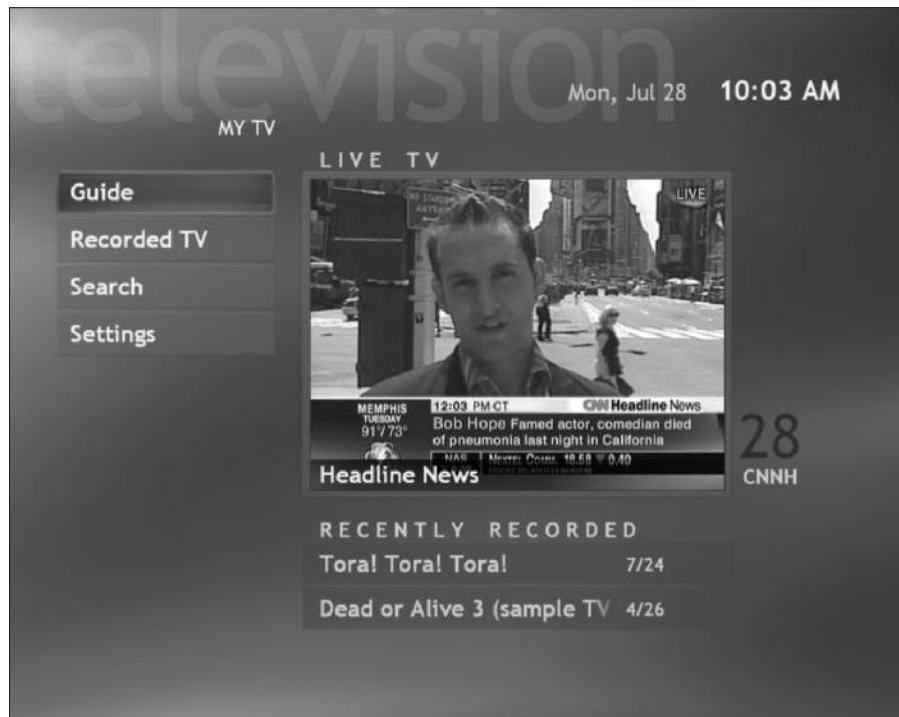 television
Mon, Jul 28 10:03 AM
MY TV
LIVE TV
Guide
Recorded TV
Search
Settings
LIVE
MEMPHIS
TUESDAY
91°/73°
12:03 PM CT CNN Headline News
Bob Hope Famed actor, comedian died
of pneumonia last night in California
NAS NEXTEL COMM. 18.58 ▼ 0.40
Headline News
28
CNNH
RECENTLY RECORDED
Tora! Tora! Tora! 7/24
Dead or Alive 3 (sample TV 4/26